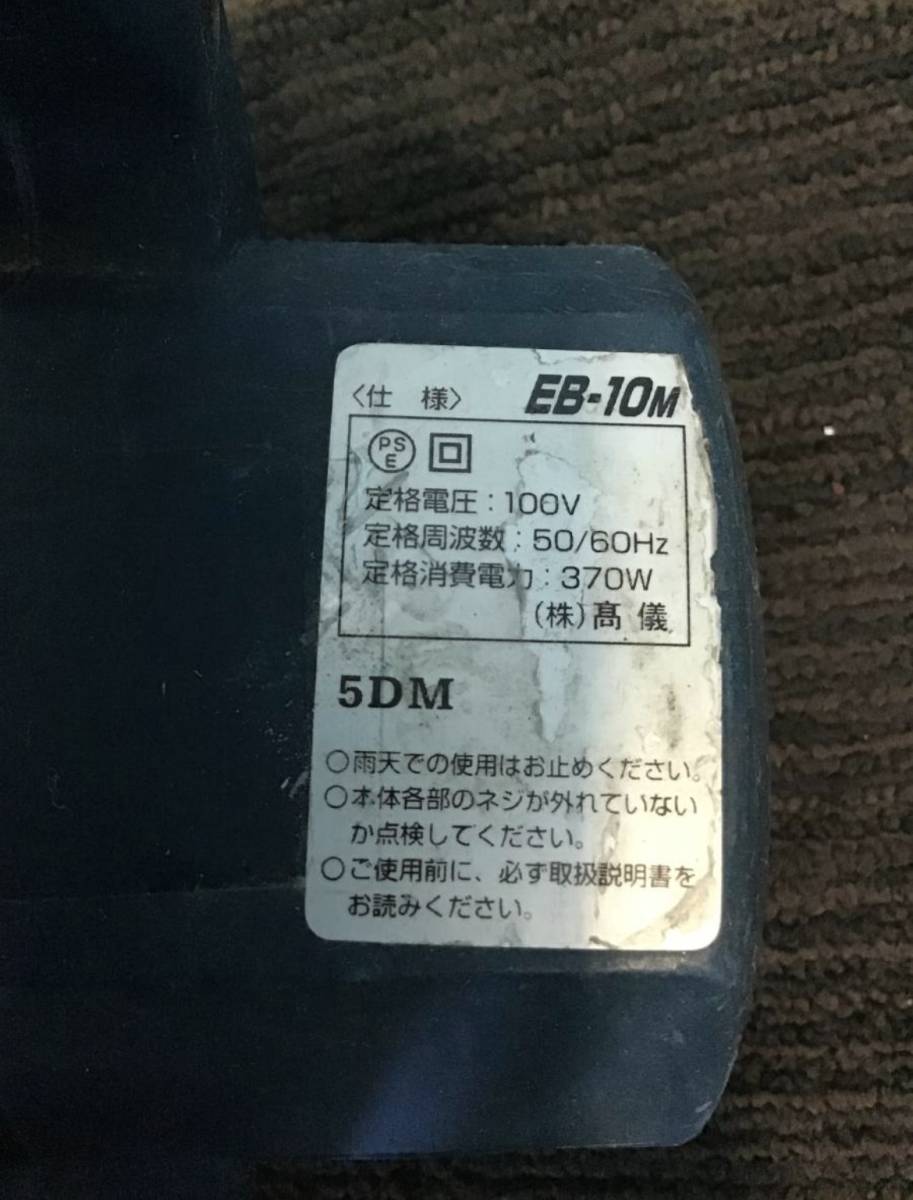 〈仕 様〉 EB-10M
PS
E
定格電圧：100V
定格周波数：50/60Hz
定格消費電力：370W
(株)髙儀
5DM
○雨天での使用はお止めください。
○本体各部のネジが外れていない
か点検してください。
○ご使用前に、必ず取扱説明書を
お読みください。